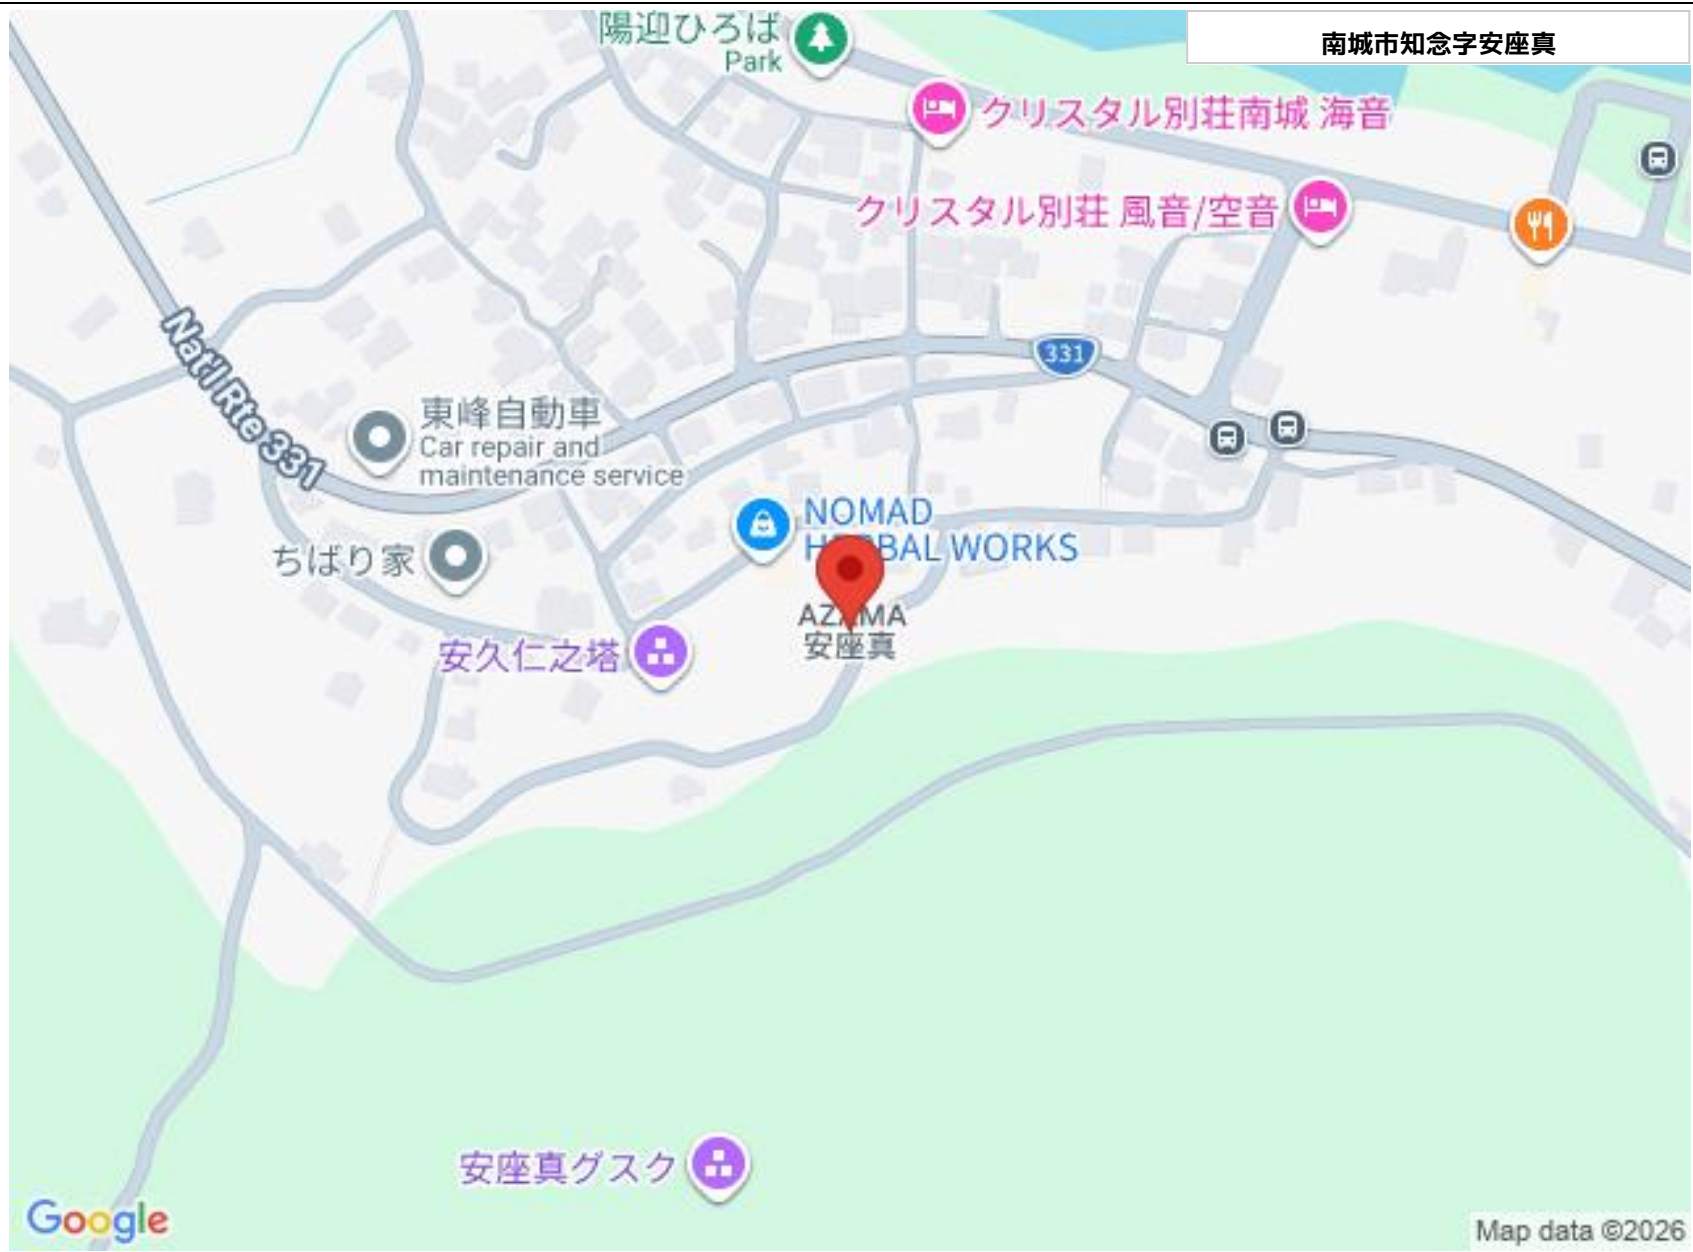 陽迎ひろば
Park
南城市知念字安座真
クリスタル別荘南城 海音
クリスタル別荘 風音/空音
Nat'l Rte 331
331
東峰自動車
Car repair and
maintenance service
NOMAD
HERBAL WORKS
ちばり家
AZAMA
安座真
安久仁之塔
安座真グスク
Google
Map data ©2026